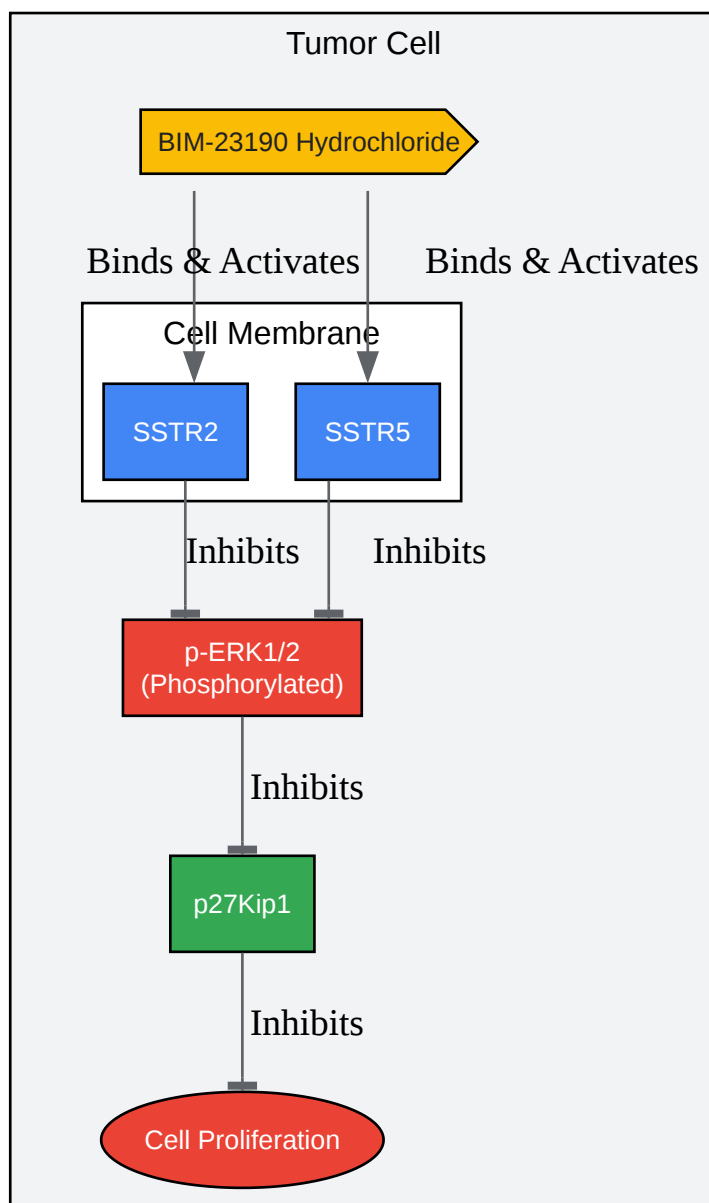 Tumor Cell
BIM-23190 Hydrochloride
Binds & Activates
Binds & Activates
Cell Membrane
SSTR2
SSTR5
Inhibits
Inhibits
p-ERK1/2
(Phosphorylated)
Inhibits
p27Kip1
Inhibits
Cell Proliferation